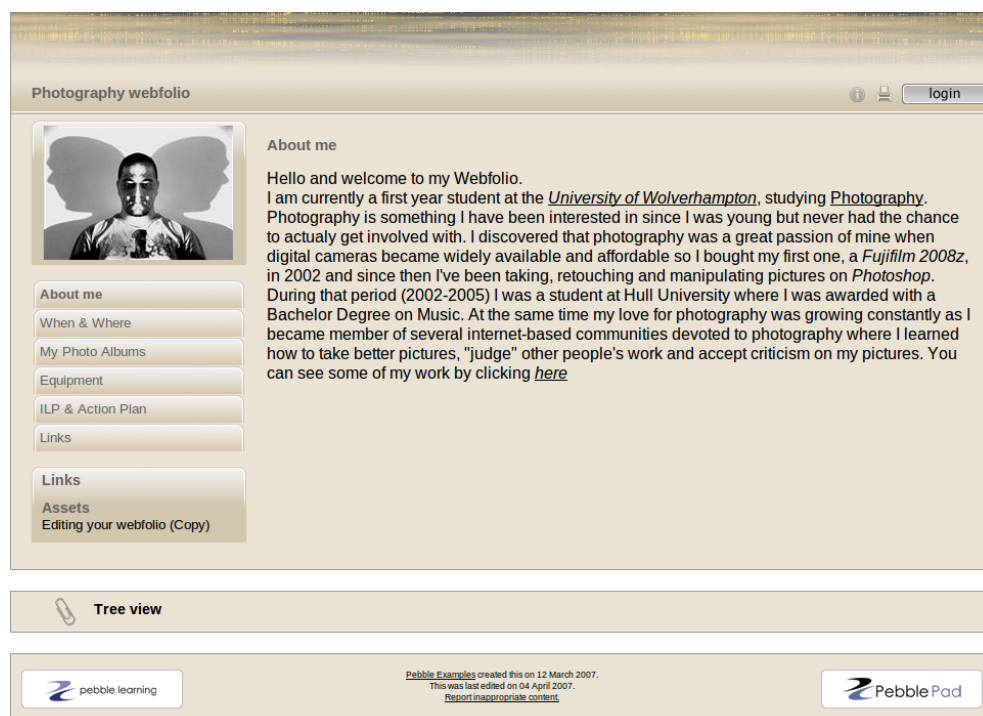 Photography webfolio
login
About me
Hello and welcome to my Webfolio.
I am currently a first year student at the University of Wolverhampton, studying Photography.
Photography is something I have been interested in since I was young but never had the chance
to actualy get involved with. I discovered that photography was a great passion of mine when
digital cameras became widely available and affordable so I bought my first one, a Fujifilm 2008z,
in 2002 and since then I've been taking, retouching and manipulating pictures on Photoshop.
During that period (2002-2005) I was a student at Hull University where I was awarded with a
Bachelor Degree on Music. At the same time my love for photography was growing constantly as I
became member of several internet-based communities devoted to photography where I learned
how to take better pictures, "judge" other people's work and accept criticism on my pictures. You
can see some of my work by clicking here
About me
When & Where
My Photo Albums
Equipment
ILP & Action Plan
Links
Links
Assets
Editing your webfolio (Copy)
Tree view
pebble learning
Pebble Examples created this on 12 March 2007.
This was last edited on 04 April 2007.
Report inappropriate content.
Pebble Pad